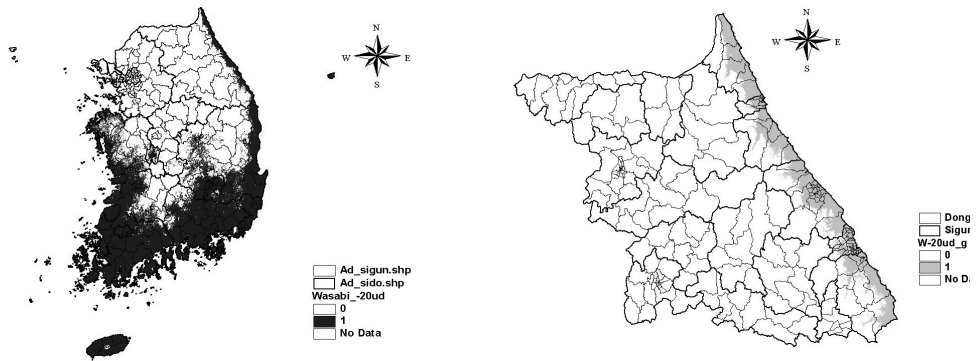 N
W E
S
Ad_sigun.shp
Ad_sido.shp
Wasabi_-20ud
0
1
No Data
N
W E
S
Dong
Sigun
W-20ud_g
0
1
No Da